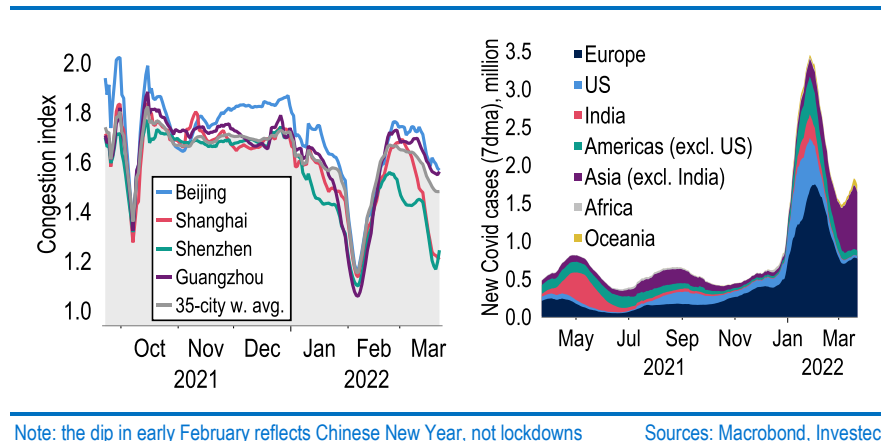 Congestion index
2.0
1.8
1.6
1.4
1.2
1.0
Beijing
Shanghai
Shenzhen
Guangzhou
35-city w. avg.
Oct Nov Dec Jan Feb Mar
2021 2022
New Covid cases (7dma), million
3.5
3.0
2.5
2.0
1.5
1.0
0.5
0.0
Europe
US
India
Americas (excl. US)
Asia (excl. India)
Africa
Oceania
May Jul Sep Nov Jan Mar
2021 2022
Note: the dip in early February reflects Chinese New Year, not lockdowns
Sources: Macrobond, Investec